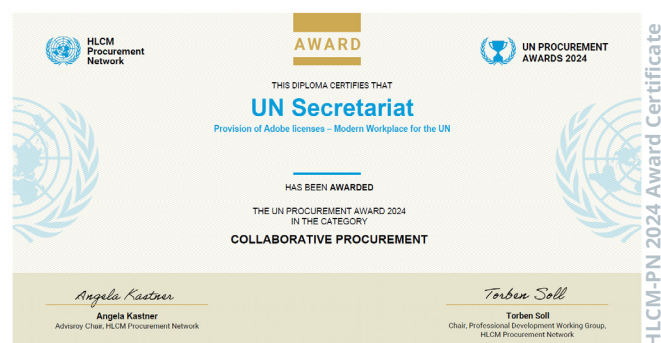 HLCM
Procurement
Network
AWARD
UN PROCUREMENT
AWARDS 2024
THIS DIPLOMA CERTIFIES THAT
UN Secretariat
Provision of Adobe licenses – Modern Workplace for the UN
HAS BEEN AWARDED
THE UN PROCUREMENT AWARD 2024
IN THE CATEGORY
COLLABORATIVE PROCUREMENT
Angela Kastner
Angela Kastner
Advisroy Chair, HLCM Procurement Network
Torben Soll
Torben Soll
Chair, Professional Development Working Group,
HLCM Procurement Network
HLCM-PN 2024 Award Certificate